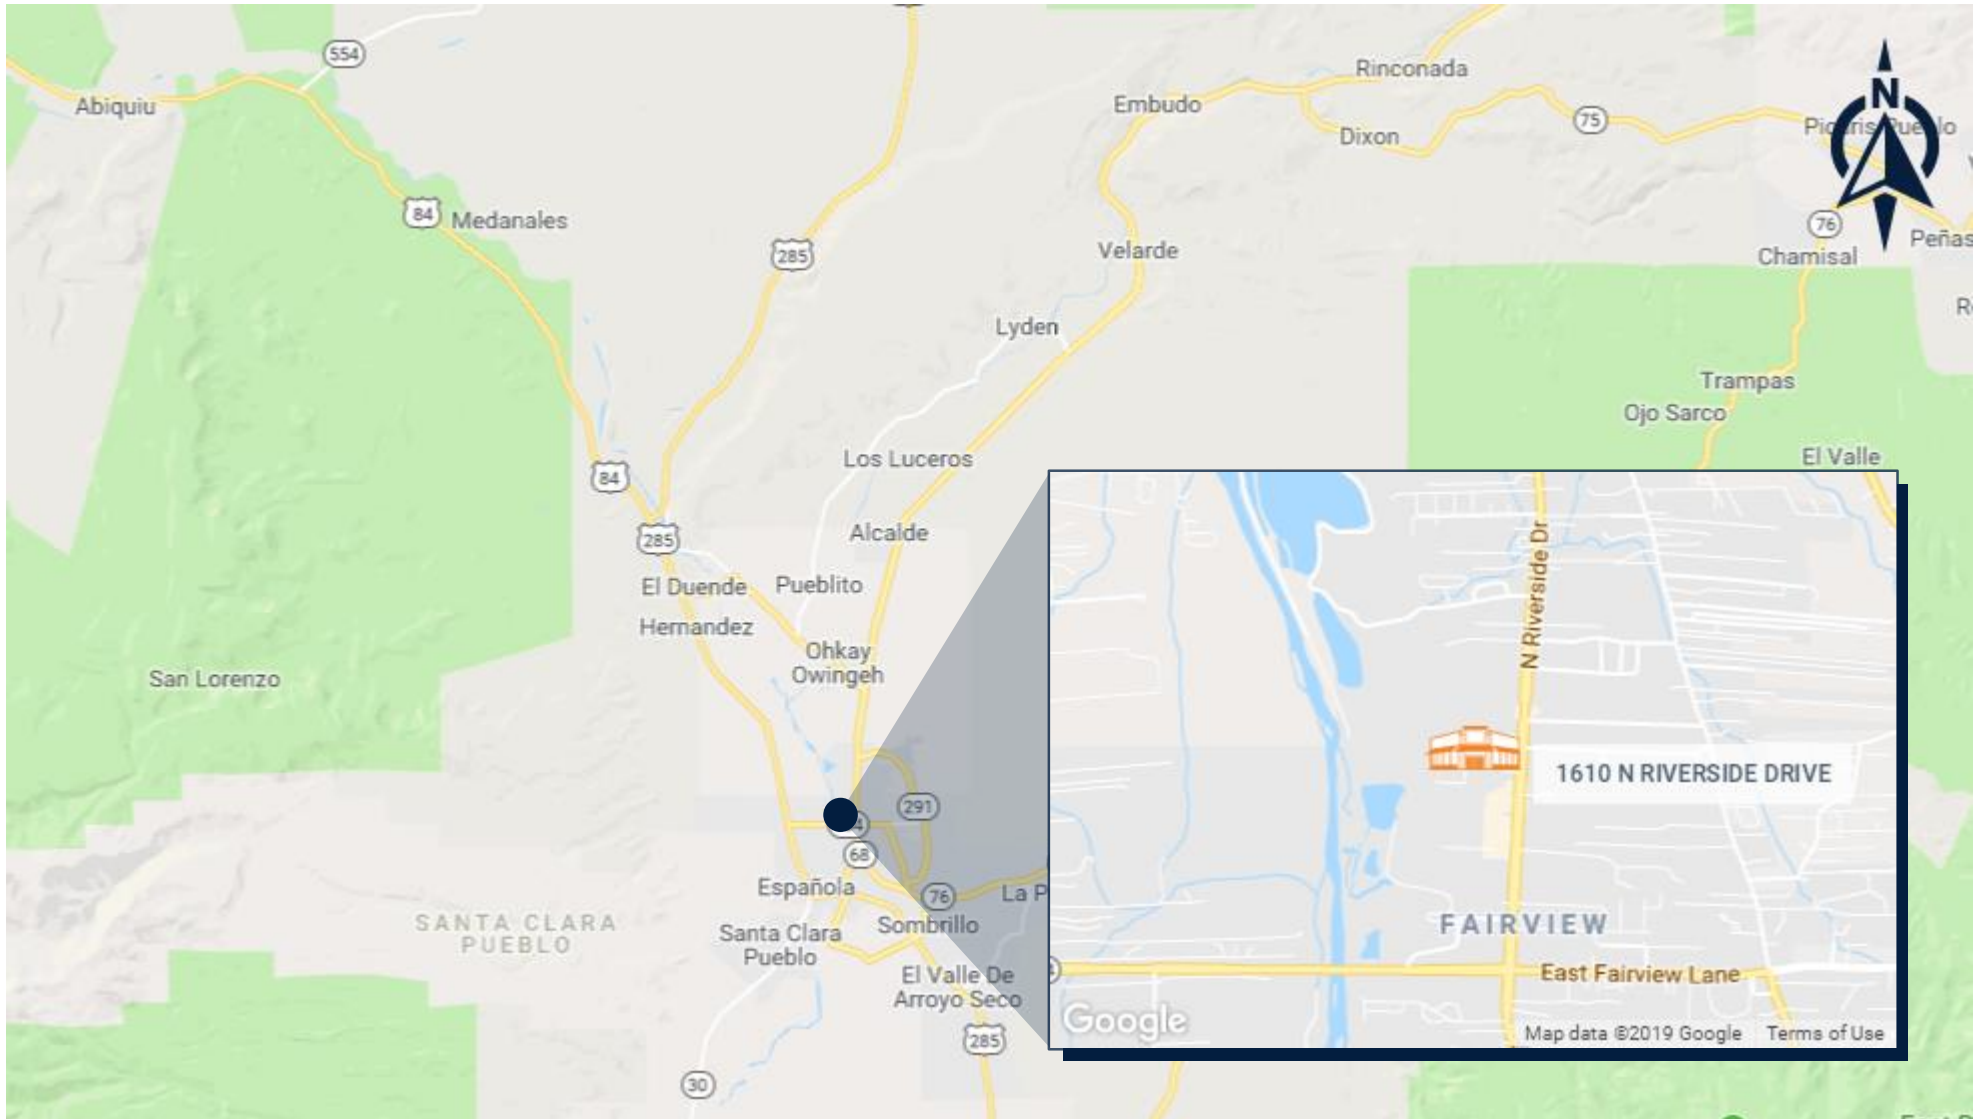 554
Rinconada
N
Abiquiu
Embudo
75
Dixon
84
Medanales
76
Velarde
285
Chamisal
Lyden
Trampas
Ojo Sarco
Los Luceros
El Valle
84
Alcalde
285
El Duende
Pueblito
Hernandez
Ohkay
Owingeh
San Lorenzo
291
68
Española
76
SANTA CLARA
PUEBLO
Sombrillo
Santa Clara
Pueblo
El Valle De
Arroyo Seco
285
30
N Riverside Dr
1610 N RIVERSIDE DRIVE
FAIRVIEW
East Fairview Lane
Google
Map data ©2019 Google
Terms of Use